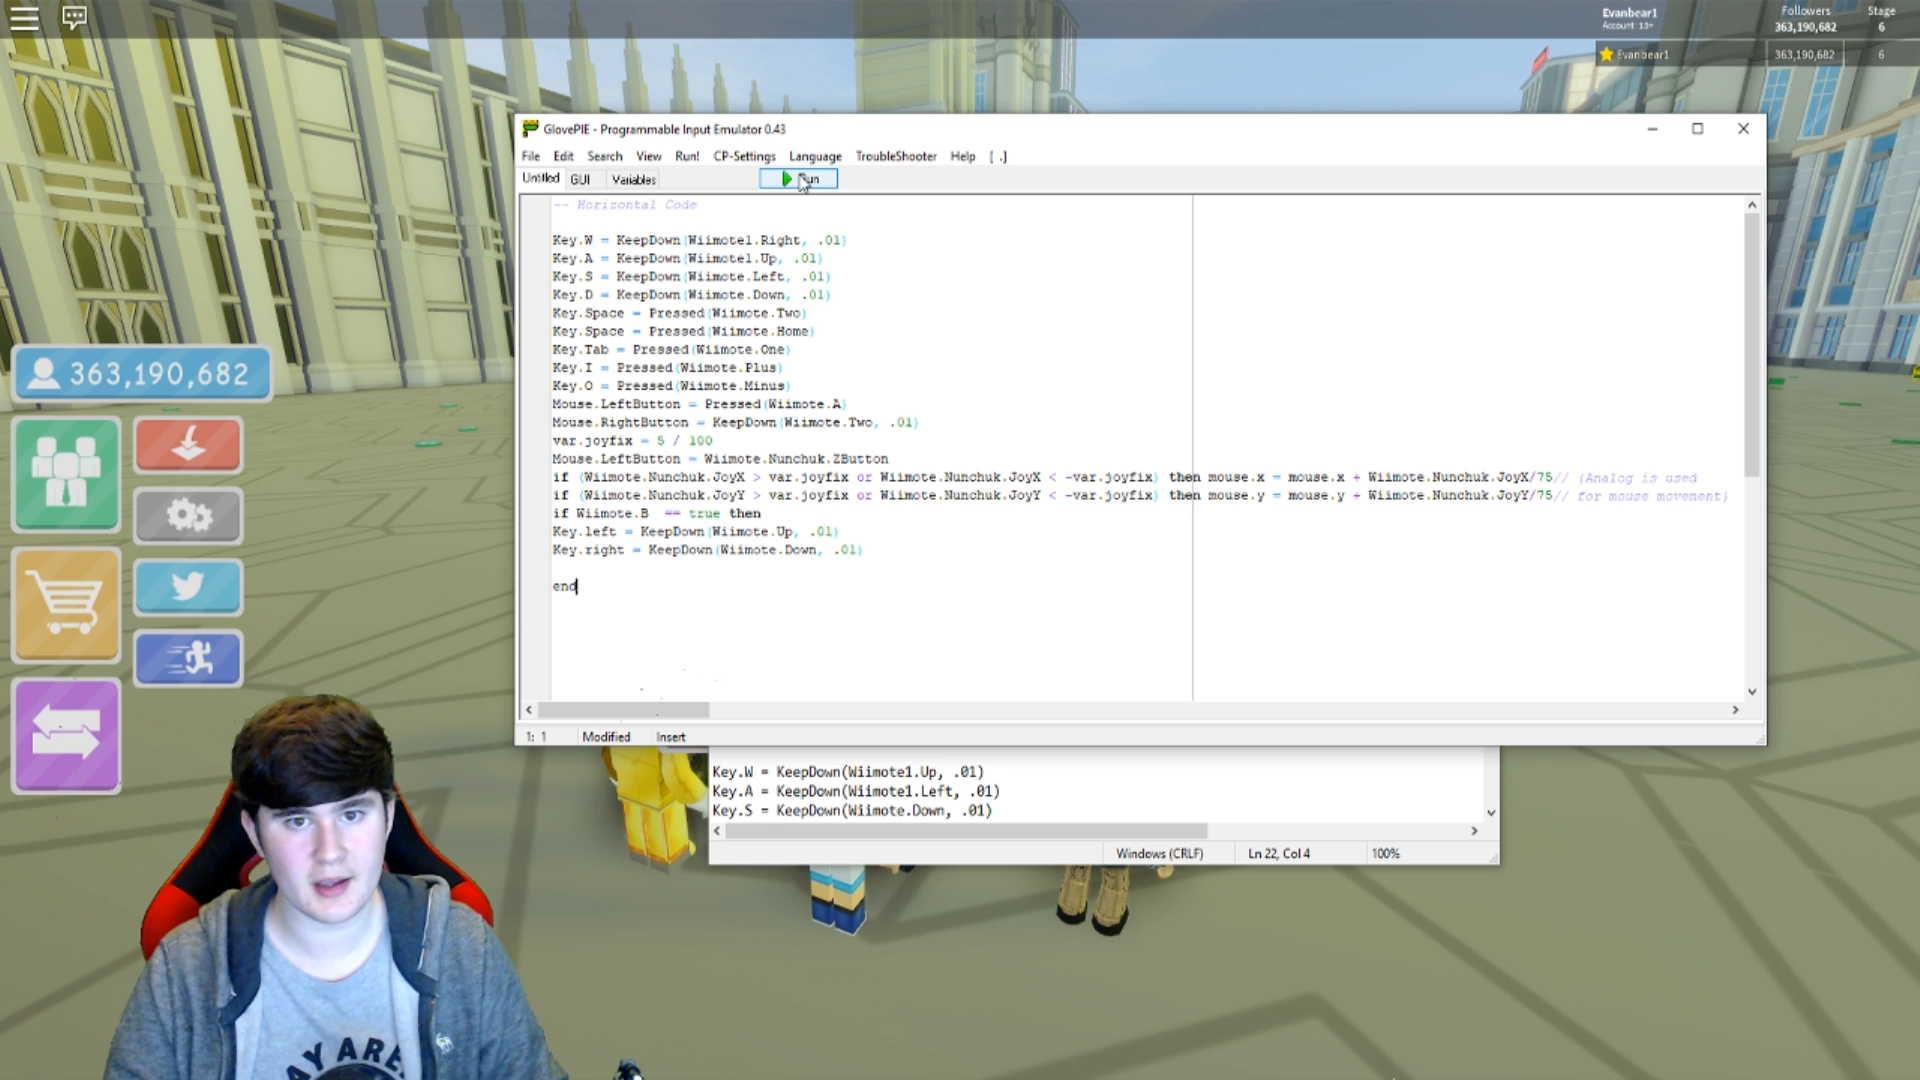 Evanbear1
Account: 13+
Followers
363,190,682
Stage
6
Evanbear1
363,190,682
6
GlovePIE - Programmable Input Emulator 0.43
File Edit Search View Run! CP-Settings Language TroubleShooter Help [ .]
Untitled GUI Variables
-- Horizontal Code
Key.W = KeepDown(Wiimote1.Right, .01)
Key.A = KeepDown(Wiimote1.Up, .01)
Key.S = KeepDown(Wiimote.Left, .01)
Key.D = KeepDown(Wiimote.Down, .01)
Key.Space = Pressed(Wiimote.Two)
Key.Space = Pressed(Wiimote.Home)
Key.Tab = Pressed(Wiimote.One)
Key.I = Pressed(Wiimote.Plus)
Key.O = Pressed(Wiimote.Minus)
Mouse.LeftButton = Pressed(Wiimote.A)
Mouse.RightButton = KeepDown(Wiimote.Two, .01)
var.joyfix = 5 / 100
Mouse.LeftButton = Wiimote.Nunchuk.ZButton
if (Wiimote.Nunchuk.JoyX > var.joyfix or Wiimote.Nunchuk.JoyX < -var.joyfix) then mouse.x = mouse.x + Wiimote.Nunchuk.JoyX/75// (Analog is used
if (Wiimote.Nunchuk.JoyY > var.joyfix or Wiimote.Nunchuk.JoyY < -var.joyfix) then mouse.y = mouse.y + Wiimote.Nunchuk.JoyY/75// for mouse movement)
if Wiimote.B == true then
Key.left = KeepDown(Wiimote.Up, .01)
Key.right = KeepDown(Wiimote.Down, .01)
end
1: 1 Modified Insert
363,190,682
Key.W = KeepDown(Wiimote1.Up, .01)
Key.A = KeepDown(Wiimote1.Left, .01)
Key.S = KeepDown(Wiimote.Down, .01)
Windows (CRLF) Ln 22, Col 4 100%